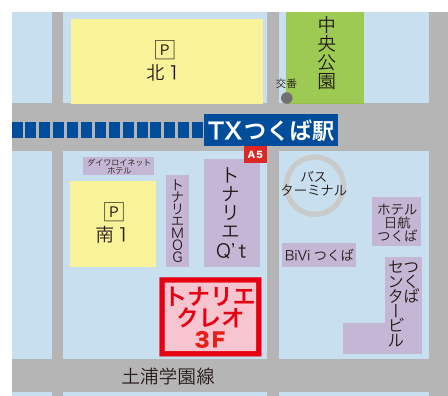 P
北1
中央公園
交番
TXつくば駅
A5
ダイワロイネット
ホテル
P
南1
トナリエMOG
トナリエ
Q't
バス
ターミナル
ホテル
日航
つくば
BiVi つくば
つくば
センタービル
トナリエ
クレオ
3F
土浦学園線